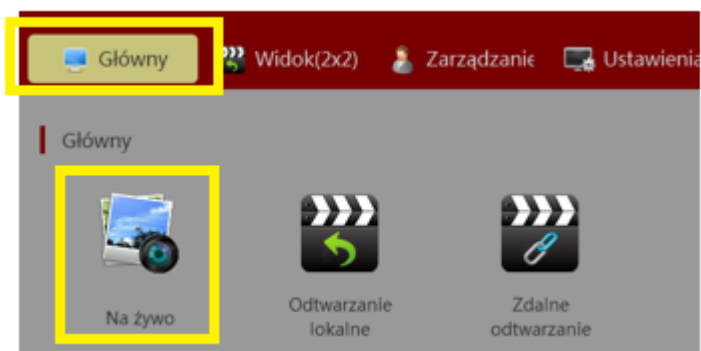 Główny Widok(2x2) Zarządzanie Ustawienia
Główny
Na żywo
Odtwarzanie
lokalne
Zdalne
odtwarzanie